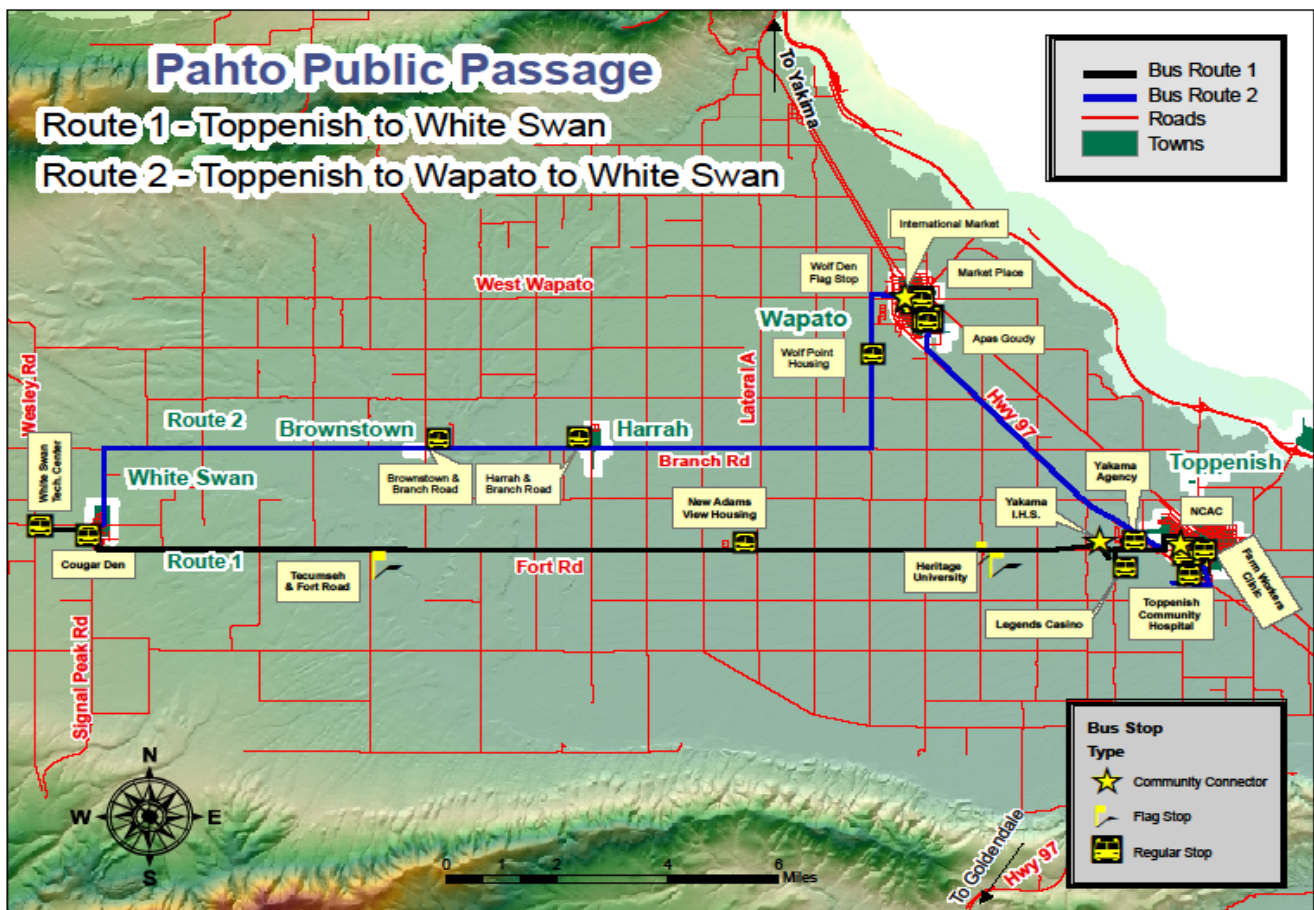 Pahto Public Passage
Route 1 - Toppenish to White Swan
Route 2 - Toppenish to Wapato to White Swan
To Yakima
Bus Route 1
Bus Route 2
Roads
Towns
International Market
Wolf Den
Flag Stop
Market Place
West Wapato
Wapato
Apas Goudy
Wolf Point
Housing
Wesley Rd
Lateral A
Hwy 97
Route 2
Brownstown
Harrah
Branch Rd
White Swan
Tech. Center
White Swan
Brownstown &
Branch Road
Harrah &
Branch Road
New Adams
View Housing
Yakama
I.H.S.
Yakama
Agency
Toppenish
NCAC
Cougar Den
Route 1
Tecumseh
& Fort Road
Fort Rd
Heritage
University
Legends Casino
Toppenish
Community
Hospital
Farm Workers
Clinic
Signal Peak Rd
N
W
E
S
0
2
4
6
Miles
To Goldendale
Hwy 97
Bus Stop
Type
Community Connector
Flag Stop
Regular Stop